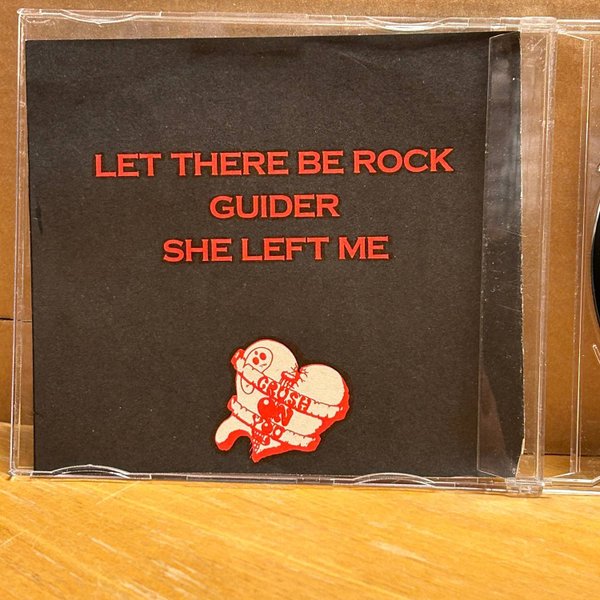 LET THERE BE ROCK
GUIDER
SHE LEFT ME
CRUSH
ON
YOU